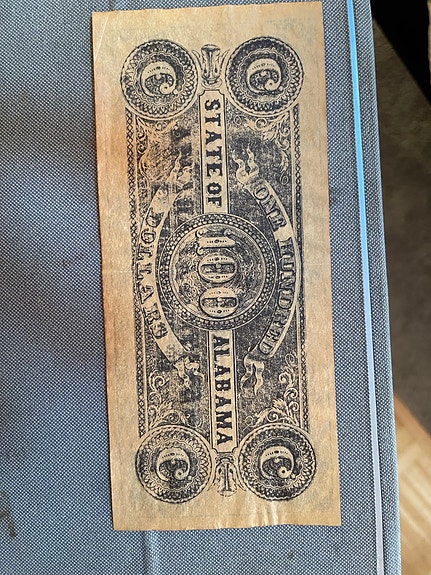 C ONE HUNDRED C
STATE OF 100 ALABAMA
C DOLLARS C